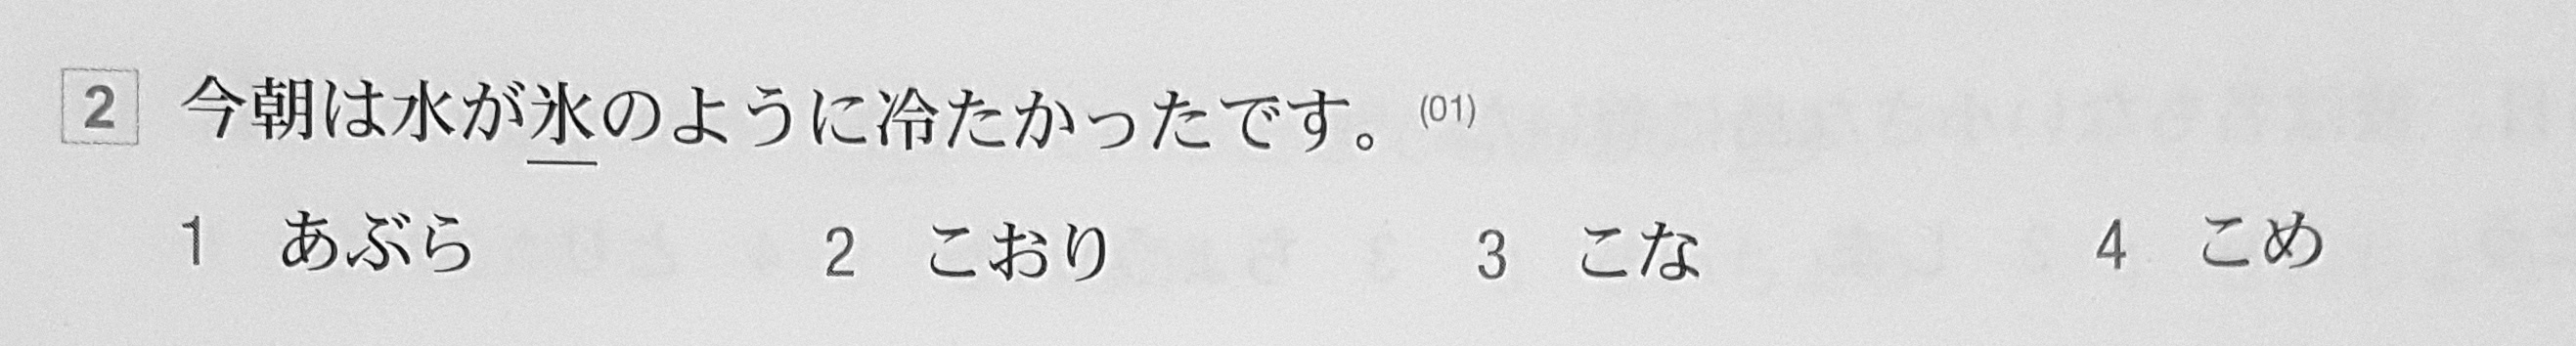 2 今朝は水が氷のように冷たかったです。(01)
1 あぶら 2 こおり 3 こな 4 こめ